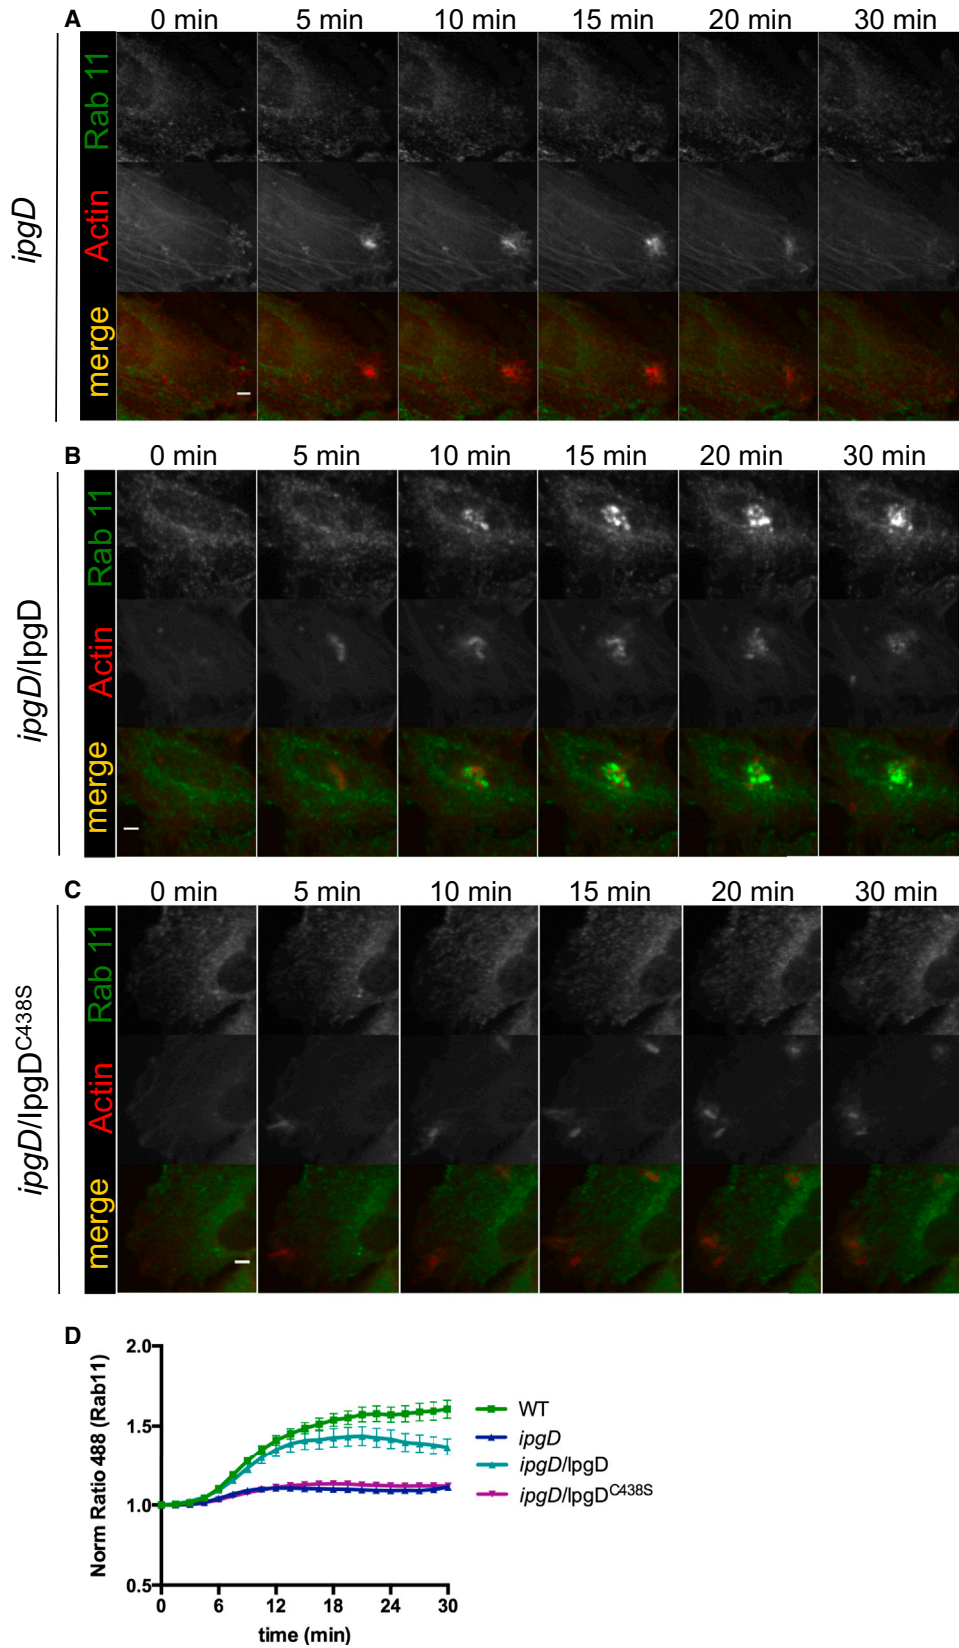 A
0 min 5 min 10 min 15 min 20 min 30 min
ipgD
Rab 11
Actin
merge
B
0 min 5 min 10 min 15 min 20 min 30 min
ipgD/IpgD
Rab 11
Actin
merge
C
0 min 5 min 10 min 15 min 20 min 30 min
ipgD/IpgDC438S
Rab 11
Actin
merge
D
Norm Ratio 488 (Rab11)
2.0
1.5
1.0
0.5
0 6 12 18 24 30
time (min)
WT
ipgD
ipgD/IpgD
ipgD/IpgDC438S